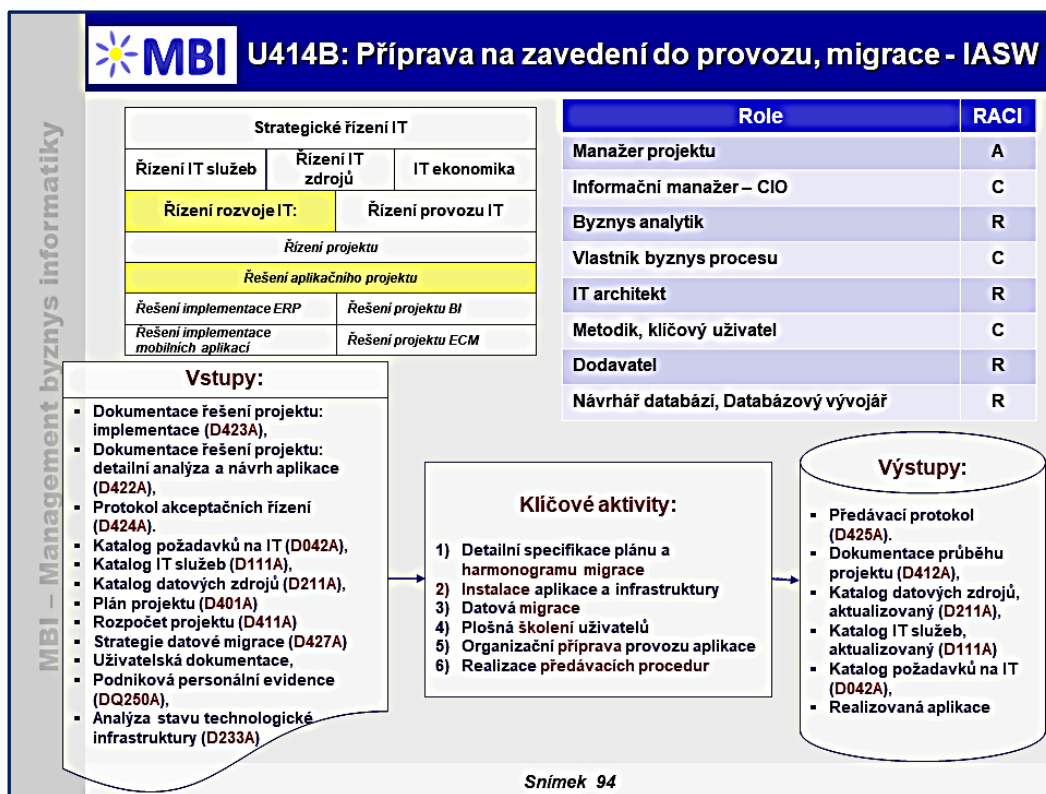 MBI
U414B: Příprava na zavedení do provozu, migrace - IASW
MBI – Management byznys informatiky
Strategické řízení IT
Řízení IT služeb
Řízení IT
zdrojů
IT ekonomika
Řízení rozvoje IT:
Řízení provozu IT
Řízení projektu
Řešení aplikačního projektu
Řešení implementace ERP
Řešení projektu BI
Řešení implementace
mobilních aplikací
Řešení projektu ECM
Role RACI
Manažer projektu A
Informační manažer – CIO C
Byznys analytik R
Vlastník byznys procesu C
IT architekt R
Metodik, klíčový uživatel C
Dodavatel R
Návrhář databází, Databázový vývojář R
Vstupy:
▪ Dokumentace řešení projektu:
implementace (D423A),
▪ Dokumentace řešení projektu:
detailní analýza a návrh aplikace
(D422A),
▪ Protokol akceptačních řízení
(D424A).
▪ Katalog požadavků na IT (D042A),
▪ Katalog IT služeb (D111A),
▪ Katalog datových zdrojů (D211A),
▪ Plán projektu (D401A)
▪ Rozpočet projektu (D411A)
▪ Strategie datové migrace (D427A)
▪ Uživatelská dokumentace,
▪ Podniková personální evidence
(DQ250A),
▪ Analýza stavu technologické
infrastruktury (D233A)
Klíčové aktivity:
1) Detailní specifikace plánu a
harmonogramu migrace
2) Instalace aplikace a infrastruktury
3) Datová migrace
4) Plošná školení uživatelů
5) Organizační příprava provozu aplikace
6) Realizace předávacích procedur
Výstupy:
▪ Předávací protokol
(D425A).
▪ Dokumentace průběhu
projektu (D412A),
▪ Katalog datových zdrojů,
aktualizovaný (D211A),
▪ Katalog IT služeb,
aktualizovaný (D111A)
▪ Katalog požadavků na IT
(D042A),
▪ Realizovaná aplikace
Snímek 94